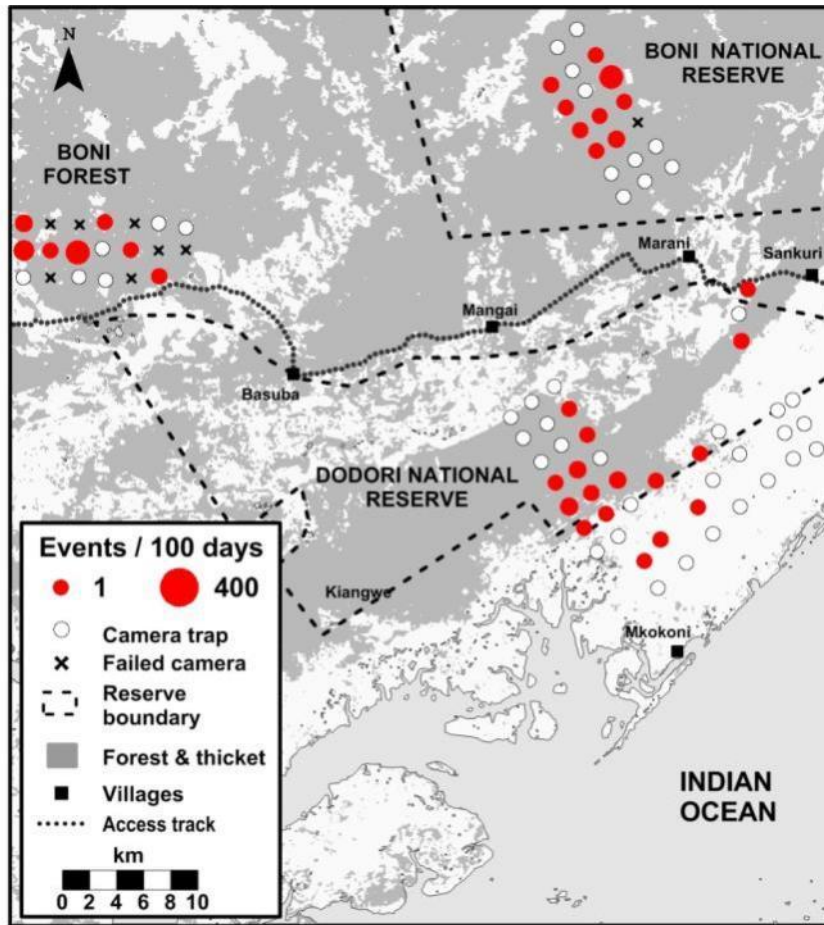 N
BONI NATIONAL
RESERVE
BONI
FOREST
Marani
Sankuri
Mangai
Basuba
DODORI NATIONAL
RESERVE
Kiangwe
Mkokoni
INDIAN
OCEAN
Events / 100 days
1 400
Camera trap
Failed camera
Reserve
boundary
Forest & thicket
Villages
Access track
km
0 2 4 6 8 10